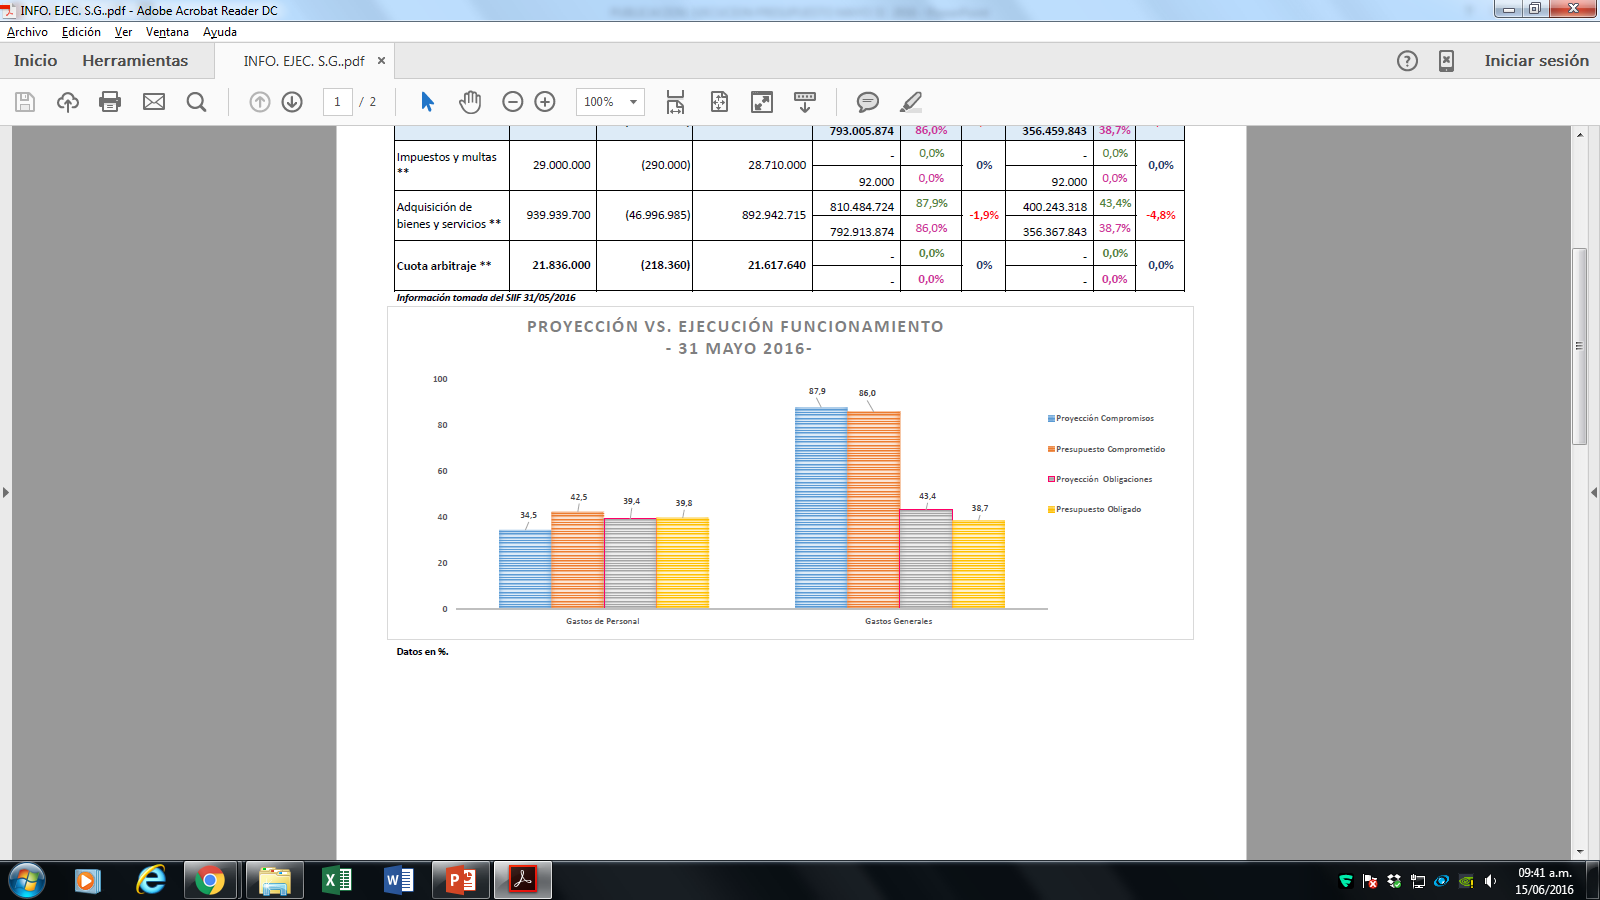 INFO. EJEC. S.G..pdf - Adobe Acrobat Reader DC
Archivo Edición Ver Ventana Ayuda
Inicio Herramientas INFO. EJEC. S.G..pdf × Iniciar sesión
1 / 2 100%
793.005.874 86,0% 356.459.843 38,7%
- 0,0% - 0,0%
Impuestos y multas ** 29.000.000 (290.000) 28.710.000 0% 0,0%
92.000 0,0% 92.000 0,0%
810.484.724 87,9% 400.243.318 43,4%
Adquisición de bienes y servicios ** 939.939.700 (46.996.985) 892.942.715 -1,9% -4,8%
792.913.874 86,0% 356.367.843 38,7%
- 0,0% - 0,0%
Cuota arbitraje ** 21.836.000 (218.360) 21.617.640 0% 0,0%
- 0,0% - 0,0%
Información tomada del SIIF 31/05/2016
PROYECCIÓN VS. EJECUCIÓN FUNCIONAMIENTO
- 31 MAYO 2016-
100
80
60
40
20
0
34,5 42,5 39,4 39,8
87,9 86,0 43,4 38,7
Gastos de Personal Gastos Generales
Proyección Compromisos
Presupuesto Comprometido
Proyección Obligaciones
Presupuesto Obligado
Datos en %.
09:41 a.m.
15/06/2016